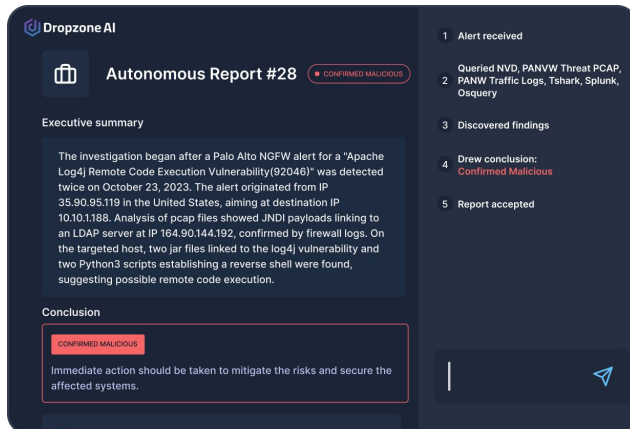 Dropzone AI
Autonomous Report #28
CONFIRMED MALICIOUS
Executive summary
The investigation began after a Palo Alto NGFW alert for a "Apache
Log4j Remote Code Execution Vulnerability(92046)" was detected
twice on October 23, 2023. The alert originated from IP
35.90.95.119 in the United States, aiming at destination IP
10.10.1.188. Analysis of pcap files showed JNDI payloads linking to
an LDAP server at IP 164.90.144.192, confirmed by firewall logs. On
the targeted host, two jar files linked to the log4j vulnerability and
two Python3 scripts establishing a reverse shell were found,
suggesting possible remote code execution.
Conclusion
CONFIRMED MALICIOUS
Immediate action should be taken to mitigate the risks and secure the
affected systems.
1 Alert received
2 Queried NVD, PANVW Threat PCAP,
PANW Traffic Logs, Tshark, Splunk,
Osquery
3 Discovered findings
4 Drew conclusion:
Confirmed Malicious
5 Report accepted